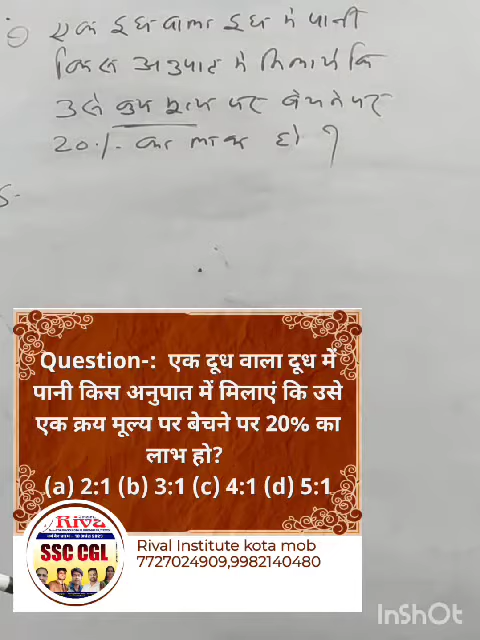 एक दूध वाला दूध में पानी
किस अनुपात में मिलाये कि
उसे क्रय मूल्य पर बेचने पर
20% का लाभ हो ?
Question-: एक दूध वाला दूध में
पानी किस अनुपात में मिलाएं कि उसे
एक क्रय मूल्य पर बेचने पर 20% का
लाभ हो?
(a) 2:1 (b) 3:1 (c) 4:1 (d) 5:1
Rival
SSC CGL
Rival Institute kota mob
7727024909,9982140480
InShOt